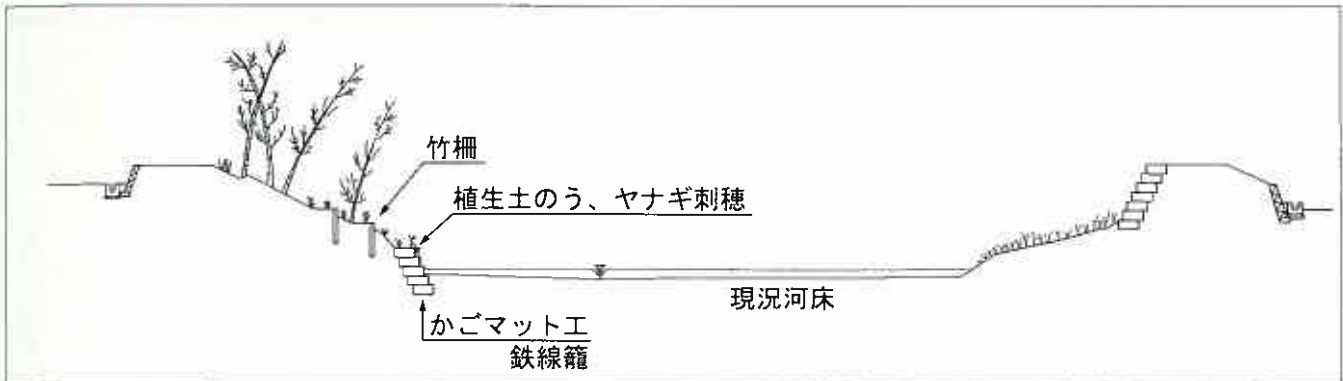 竹柵
植生土のう、ヤナギ刺穂
現況河床
かごマット工
鉄線籠